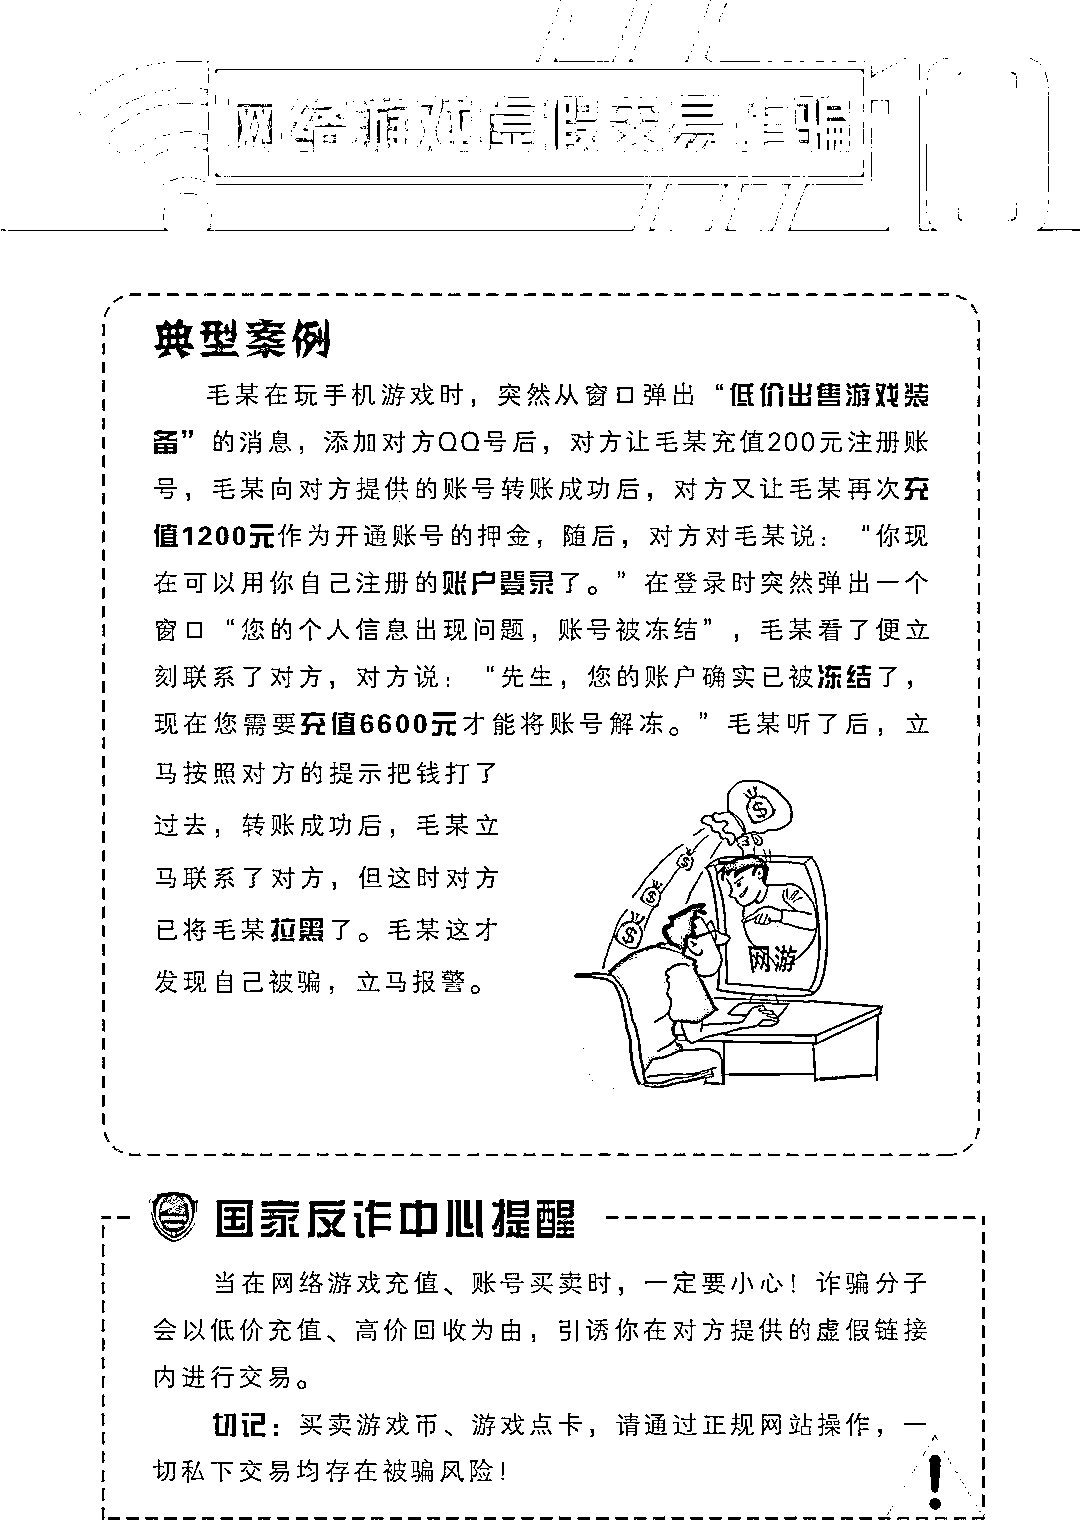 网络游戏虚假交易诈骗
10
典型案例
毛某在玩手机游戏时，突然从窗口弹出“低价出售游戏装
备”的消息，添加对方QQ号后，对方让毛某充值200元注册账
号，毛某向对方提供的账号转账成功后，对方又让毛某再次充
值1200元作为开通账号的押金，随后，对方对毛某说：“你现
在可以用你自己注册的账户登录了。”在登录时突然弹出一个
窗口“您的个人信息出现问题，账号被冻结”，毛某看了便立
刻联系了对方，对方说：“先生，您的账户确实已被冻结了，
现在您需要充值6600元才能将账号解冻。”毛某听了后，立
马按照对方的提示把钱打了
过去，转账成功后，毛某立
马联系了对方，但这时对方
已将毛某拉黑了。毛某这才
发现自己被骗，立马报警。
$
$
$
$
网游
国家反诈中心提醒
当在网络游戏充值、账号买卖时，一定要小心！诈骗分子
会以低价充值、高价回收为由，引诱你在对方提供的虚假链接
内进行交易。
切记：买卖游戏币、游戏点卡，请通过正规网站操作，一
切私下交易均存在被骗风险！
!